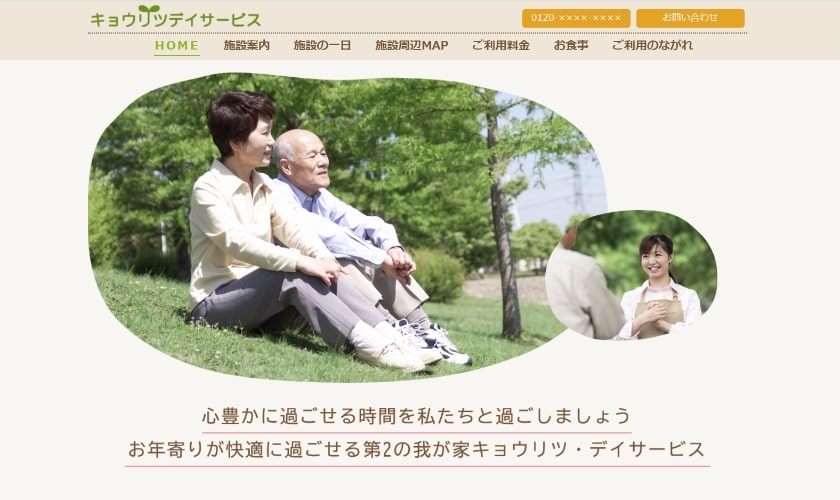 キョウリツデイサービス
0120-××××-××××
お問い合わせ
HOME 施設案内 施設の一日 施設周辺MAP ご利用料金 お食事 ご利用のながれ
心豊かに過ごせる時間を私たちと過ごしましょう
お年寄りが快適に過ごせる第2の我が家キョウリツ・デイサービス